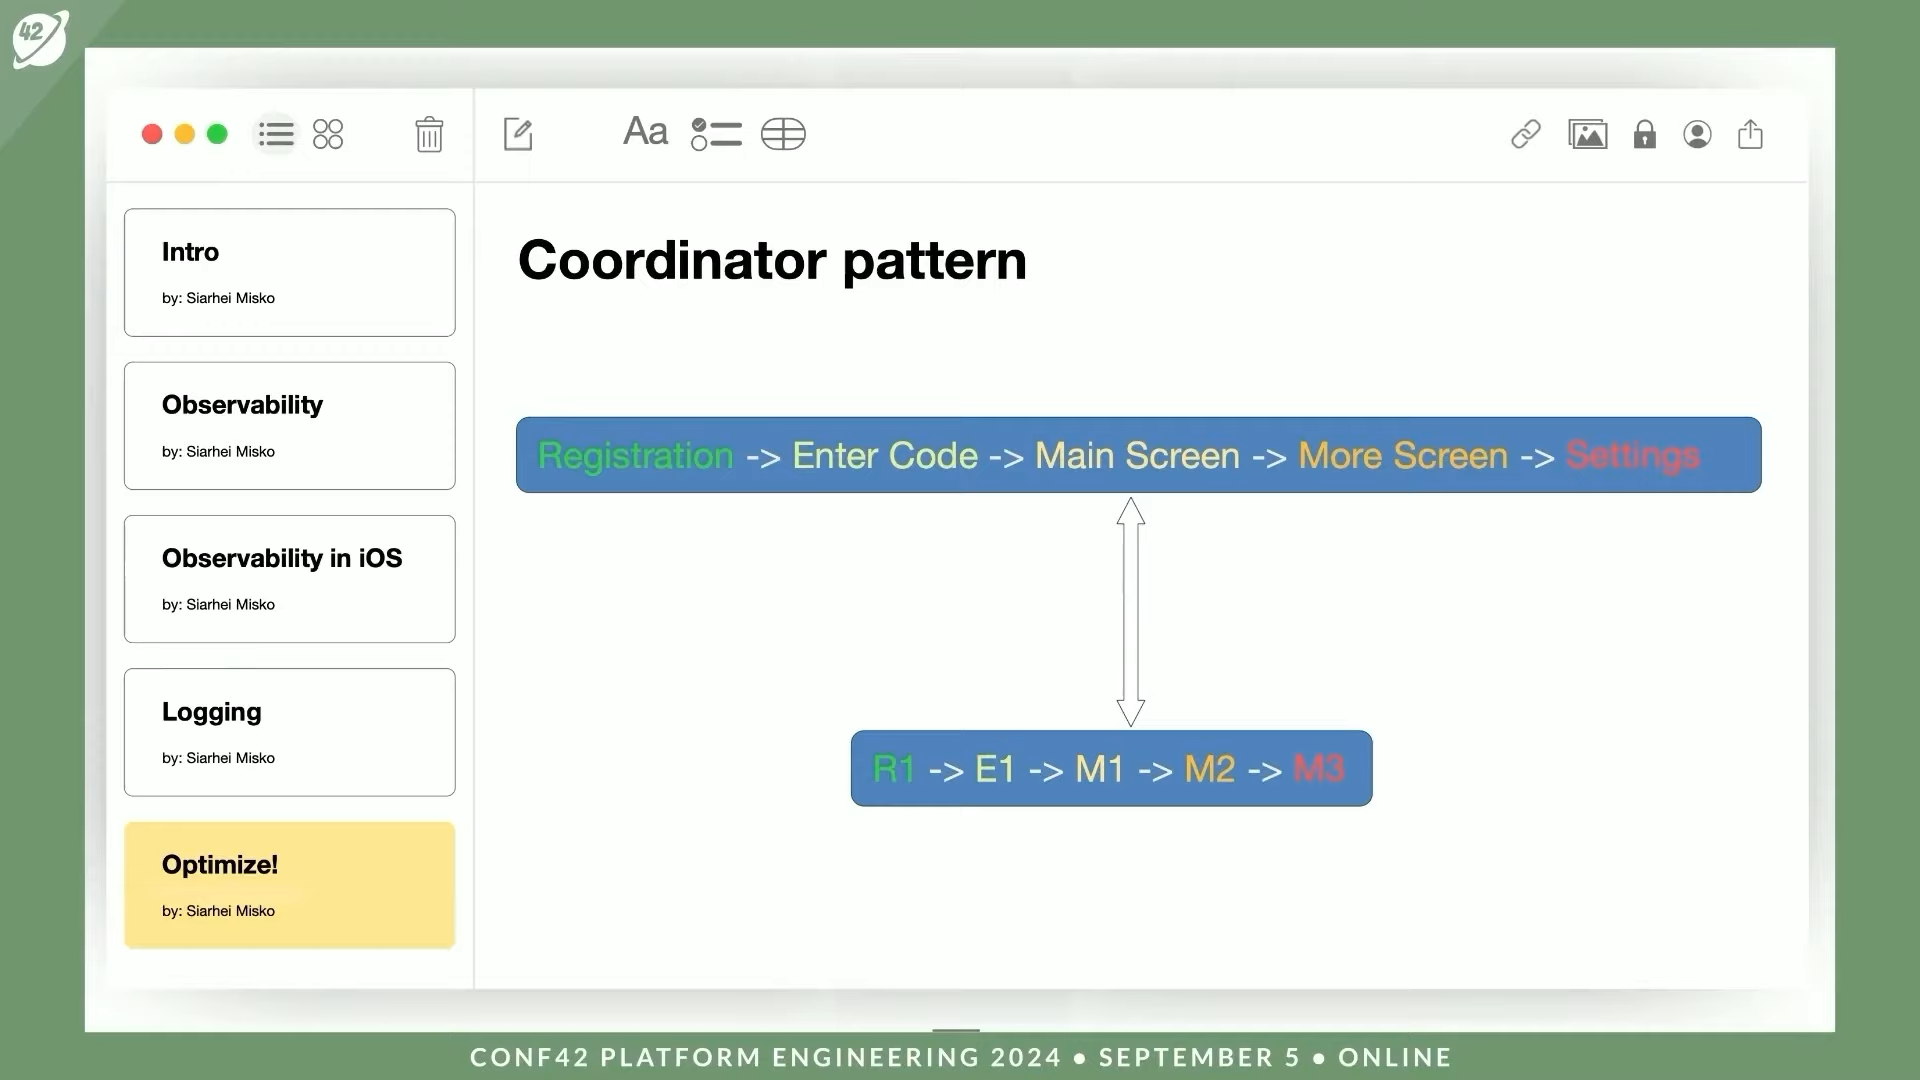 42
Aa
Intro
by: Siarhei Misko
Observability
by: Siarhei Misko
Observability in iOS
by: Siarhei Misko
Logging
by: Siarhei Misko
Optimize!
by: Siarhei Misko
Coordinator pattern
Registration -> Enter Code -> Main Screen -> More Screen -> Settings
R1 -> E1 -> M1 -> M2 -> M3
CONF42 PLATFORM ENGINEERING 2024 ● SEPTEMBER 5 ● ONLINE